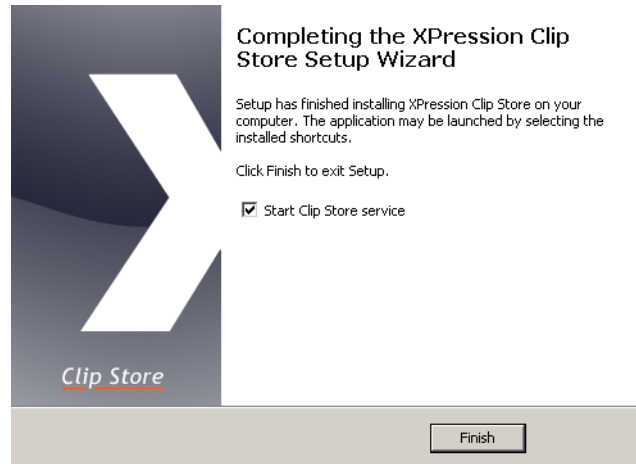 Completing the XPression Clip
Store Setup Wizard
Setup has finished installing XPression Clip Store on your
computer. The application may be launched by selecting the
installed shortcuts.
Click Finish to exit Setup.
Start Clip Store service
Clip Store
Finish